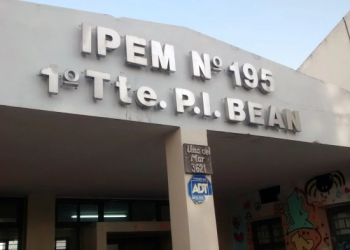 IPEM Nº 195
1º Tte. P.I. BEAN
Mar
3621
ADT